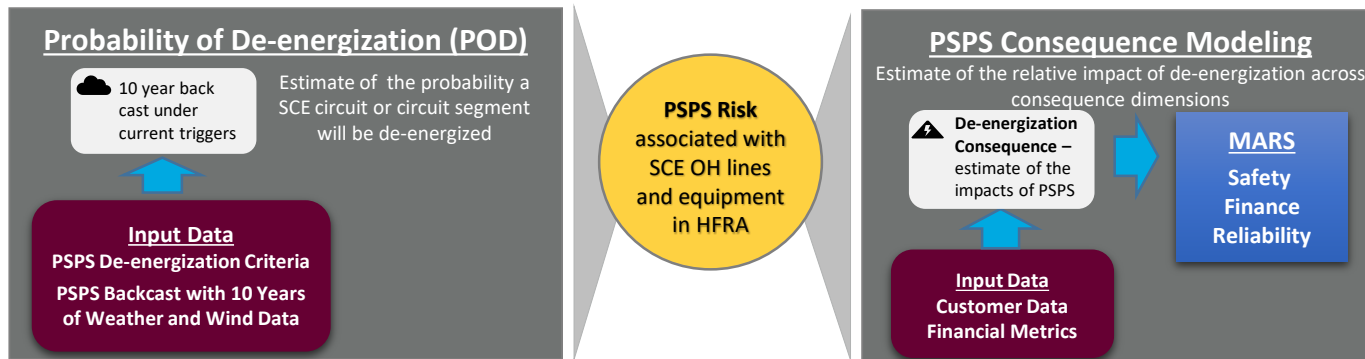 Probability of De-energization (POD)
10 year back
cast under
current triggers
Estimate of  the probability a
SCE circuit or circuit segment
will be de-energized
Input Data
PSPS De-energization Criteria
PSPS Backcast with 10 Years
of Weather and Wind Data
PSPS Risk
associated with
SCE OH lines
and equipment
in HFRA
PSPS Consequence Modeling
Estimate of the relative impact of de-energization across
consequence dimensions
De-energization
Consequence –
estimate of the
impacts of PSPS
MARS
Safety
Finance
Reliability
Input Data
Customer Data
Financial Metrics